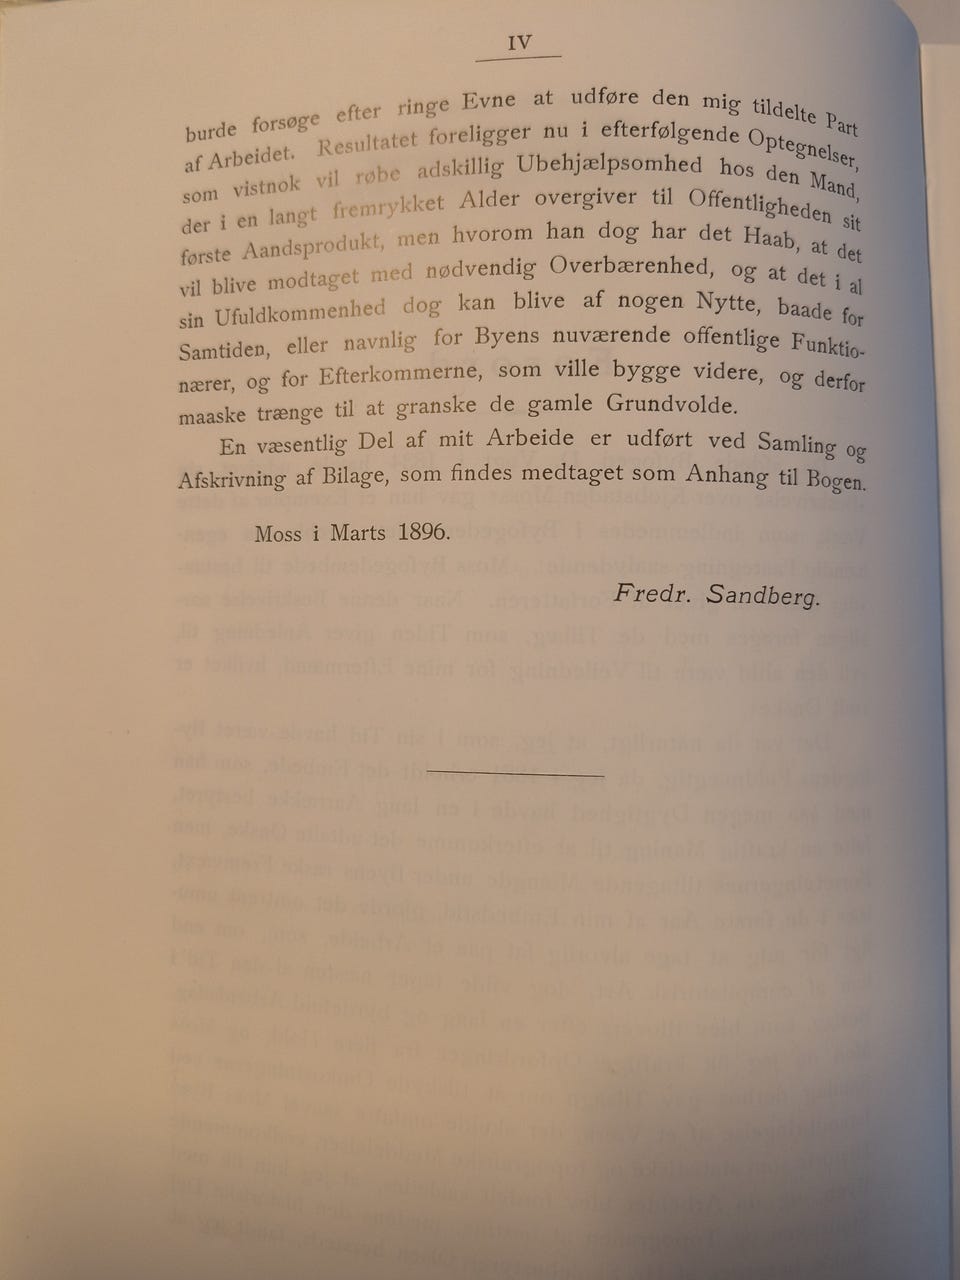 IV
burde forsøge efter ringe Evne at udføre den mig tildelte Part
af Arbeidet. Resultatet foreligger nu i efterfølgende Optegnelser,
som vistnok vil røbe adskillig Ubehjælpsomhed hos den Mand,
der i en langt fremrykket Alder overgiver til Offentligheden sit
første Aandsprodukt, men hvorom han dog har det Haab, at det
vil blive modtaget med nødvendig Overbærenhed, og at det i al
sin Ufuldkommenhed dog kan blive af nogen Nytte, baade for
Samtiden, eller navnlig for Byens nuværende offentlige Funktio-
nærer, og for Efterkommerne, som ville bygge videre, og derfor
maaske trænge til at granske de gamle Grundvolde.
En væsentlig Del af mit Arbeide er udført ved Samling og
Afskrivning af Bilage, som findes medtaget som Anhang til Bogen.
Moss i Marts 1896.
Fredr. Sandberg.